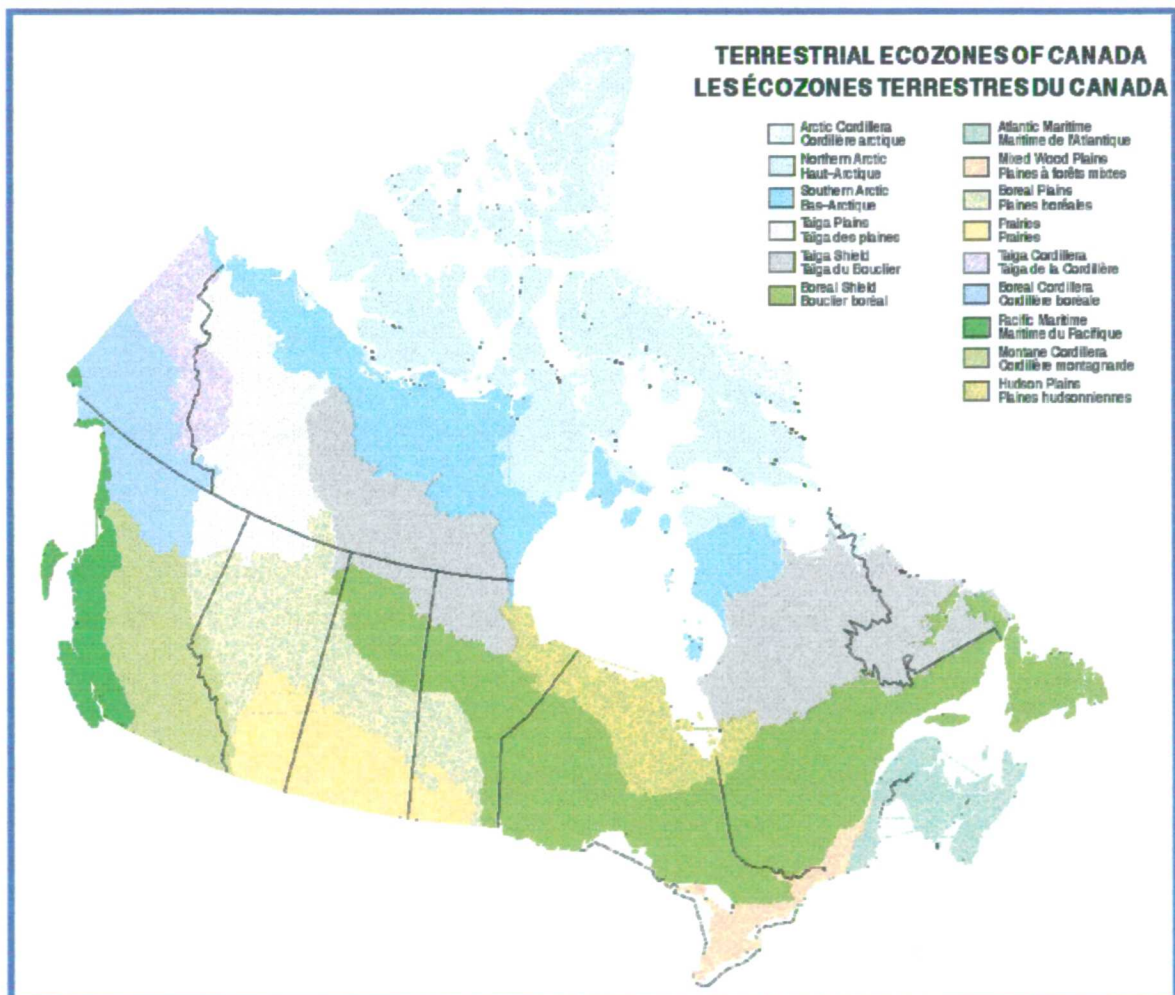 TERRESTRIAL ECOZONES OF CANADA
LES ÉCOZONES TERRESTRES DU CANADA
Arctic Cordillera
Cordillère arctique
Northern Arctic
Haut-Arctique
Southern Arctic
Bas-Arctique
Taiga Plains
Taiga des plaines
Taiga Shield
Taiga du Bouclier
Boreal Shield
Bouclier boréal
Atlantic Maritime
Maritime de l'Atlantique
Mixed Wood Plains
Plaines à forêts mixtes
Boreal Plains
Plaines boréales
Prairies
Prairies
Taiga Cordillera
Taiga de la Cordillère
Boreal Cordillera
Cordillère boréale
Pacific Maritime
Maritime du Pacifique
Montane Cordillera
Cordillère montagnarde
Hudson Plains
Plaines hudsonniennes